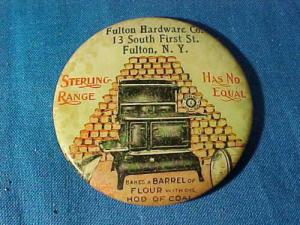 Fulton Hardware Co.
13 South First St.
Fulton, N. Y.
STERLING HAS NO
RANGE EQUAL
BAKES A BARREL OF
FLOUR WITH ONE
HOD OF COAL